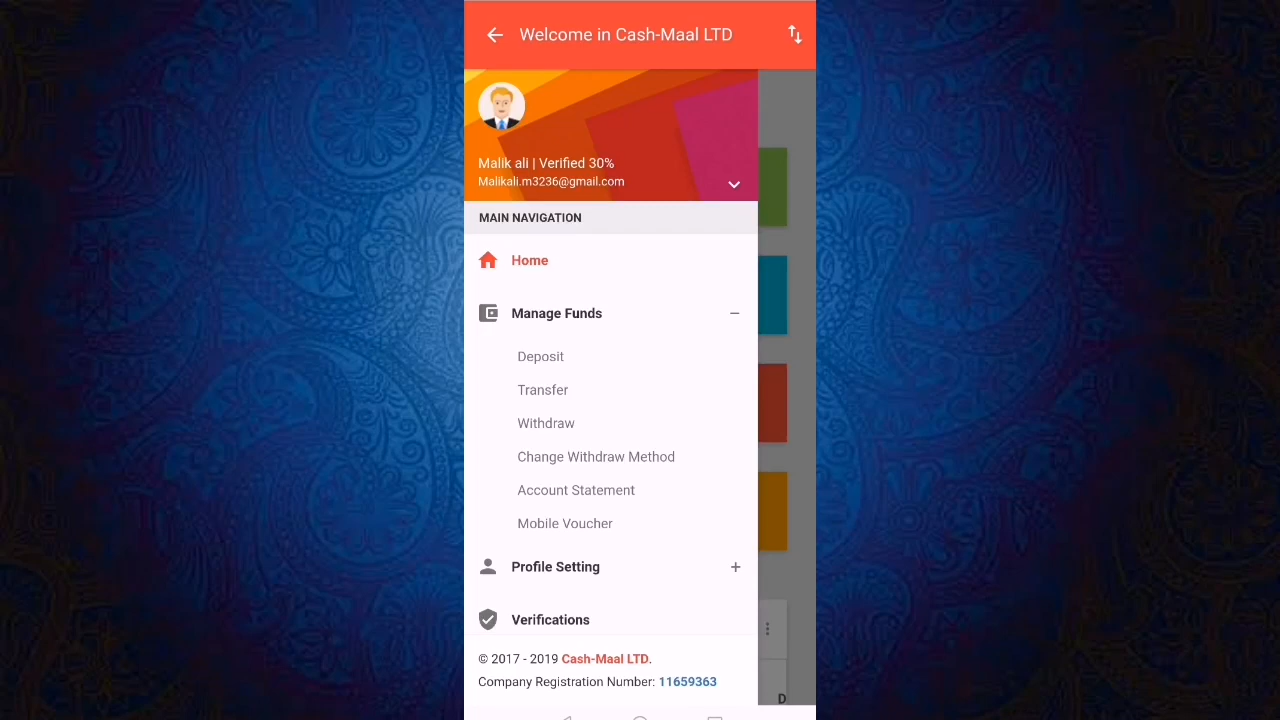 Welcome in Cash-Maal LTD
Malik ali | Verified 30%
Malikali.m3236@gmail.com
MAIN NAVIGATION
Home
Manage Funds
Deposit
Transfer
Withdraw
Change Withdraw Method
Account Statement
Mobile Voucher
Profile Setting
Verifications
© 2017 - 2019 Cash-Maal LTD.
Company Registration Number: 11659363
D